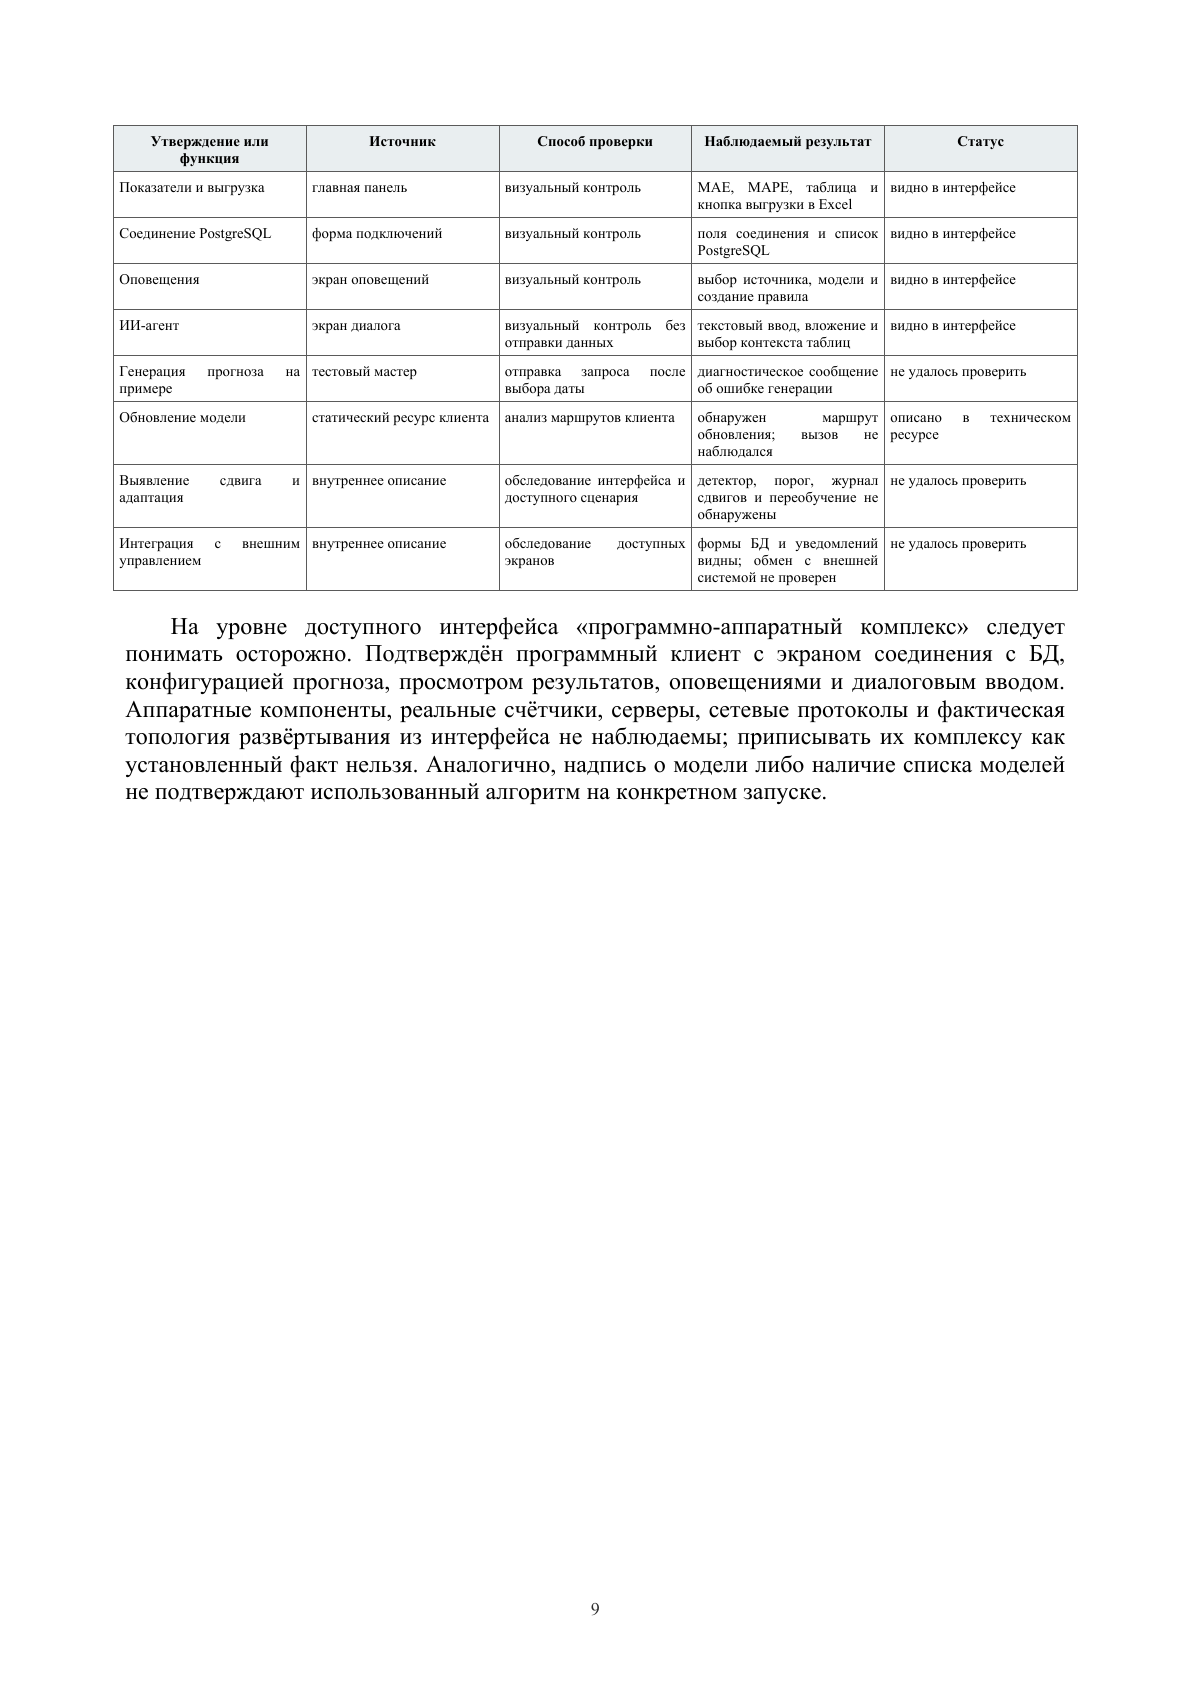 Утверждение или
функция
Источник
Способ проверки
Наблюдаемый результат
Статус
Показатели и выгрузка
главная панель
визуальный контроль
MAE, MAPE, таблица и
кнопка выгрузки в Excel
видно в интерфейсе
Соединение PostgreSQL
форма подключений
визуальный контроль
поля соединения и список
PostgreSQL
видно в интерфейсе
Оповещения
экран оповещений
визуальный контроль
выбор источника, модели и
создание правила
видно в интерфейсе
ИИ-агент
экран диалога
визуальный контроль без
отправки данных
текстовый ввод, вложение и
выбор контекста таблиц
видно в интерфейсе
Генерация прогноза на
примере
тестовый мастер
отправка запроса после
выбора даты
диагностическое сообщение
об ошибке генерации
не удалось проверить
Обновление модели
статический ресурс клиента
анализ маршрутов клиента
обнаружен маршрут
обновления; вызов не
наблюдался
описано в техническом
ресурсе
Выявление сдвига и
адаптация
внутреннее описание
обследование интерфейса и
доступного сценария
детектор, порог, журнал
сдвигов и переобучение не
обнаружены
не удалось проверить
Интеграция с внешним
управлением
внутреннее описание
обследование доступных
экранов
формы БД и уведомлений
видны; обмен с внешней
системой не проверен
не удалось проверить
На уровне доступного интерфейса «программно-аппаратный комплекс» следует
понимать осторожно. Подтверждён программный клиент с экраном соединения с БД,
конфигурацией прогноза, просмотром результатов, оповещениями и диалоговым вводом.
Аппаратные компоненты, реальные счётчики, серверы, сетевые протоколы и фактическая
топология развёртывания из интерфейса не наблюдаемы; приписывать их комплексу как
установленный факт нельзя. Аналогично, надпись о модели либо наличие списка моделей
не подтверждают использованный алгоритм на конкретном запуске.
9